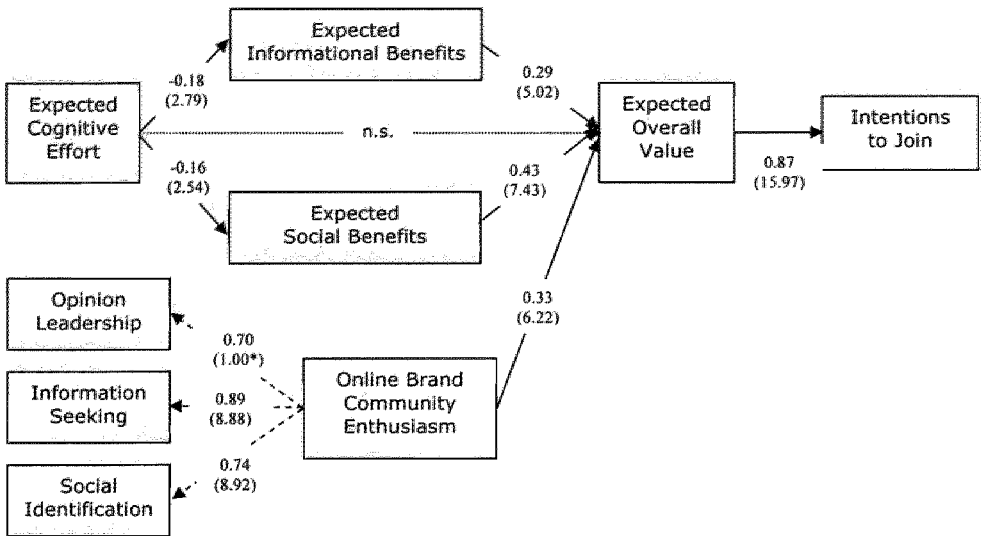 Expected
Informational Benefits
-0.18
(2.79)
0.29
(5.02)
Expected
Cognitive
Effort
n.s.
Expected
Overall
Value
Intentions
to Join
0.87
(15.97)
-0.16
(2.54)
0.43
(7.43)
Expected
Social Benefits
Opinion
Leadership
0.33
(6.22)
0.70
(1.00*)
Information
Seeking
0.89
(8.88)
Online Brand
Community
Enthusiasm
0.74
(8.92)
Social
Identification